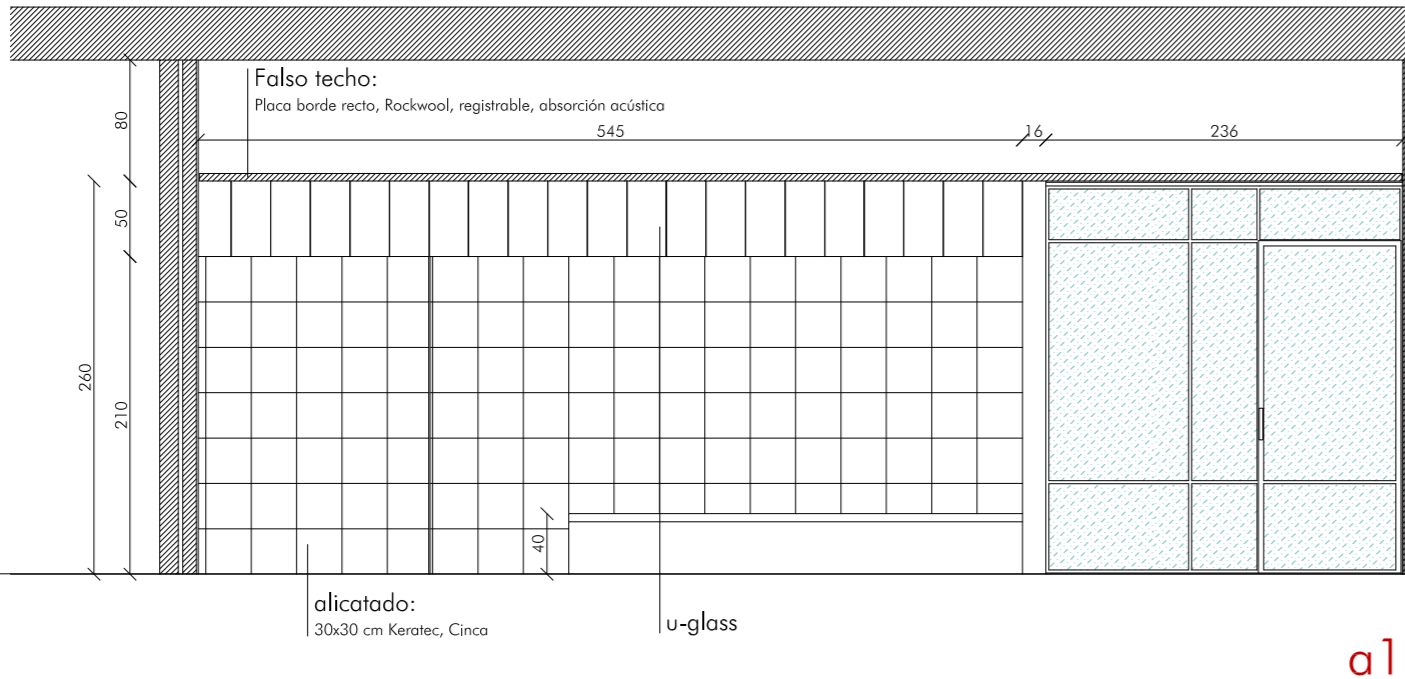 Falso techo:
Placa borde recto, Rockwool, registrable, absorción acústica
80
545
16
236
50
260
210
40
alicatado:
30x30 cm Keratec, Cinca
u-glass
a1